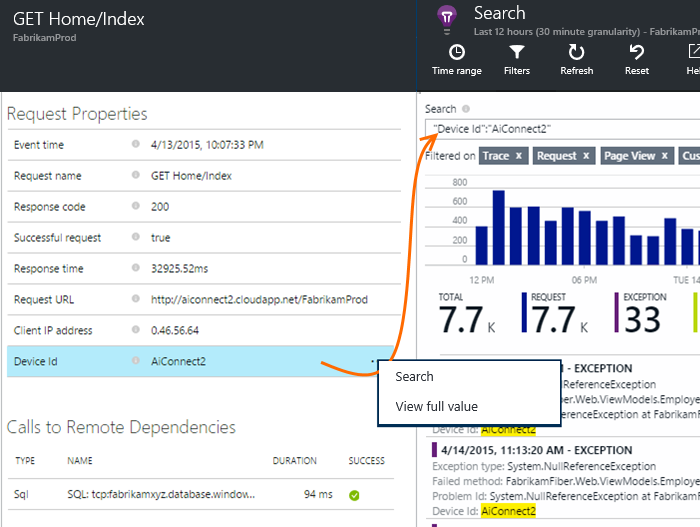 GET Home/Index
FabrikamProd
Request Properties
Event time 4/13/2015, 10:07:33 PM
Request name GET Home/Index
Response code 200
Successful request true
Response time 32925.52ms
Request URL http://aiconnect2.cloudapp.net/FabrikamProd
Client IP address 0.46.56.64
Device Id AiConnect2
Search
View full value
Calls to Remote Dependencies
TYPE NAME DURATION SUCCESS
Sql SQL: tcp:fabrikamxyz.database.window... 94 ms
Search
Last 12 hours (30 minute granularity) - FabrikamPr
Time range Filters Refresh Reset Hel
Search
"Device Id":"AiConnect2"
Filtered on Trace x Request x Page View x Cus
800
600
400
200
0
12 PM 06 PM TUE 14
TOTAL REQUEST EXCEPTION
7.7 K 7.7 K 33
M - EXCEPTION
NullReferenceException
Fiber.Web.ViewModels.Employe
ReferenceException at FabrikamF
Device Id: AiConnect2
4/14/2015, 11:13:20 AM - EXCEPTION
Exception type: System.NullReferenceException
Failed method: FabrikamFiber.Web.ViewModels.Employe
Problem Id: System.NullReferenceException at FabrikamF
Device Id: AiConnect2